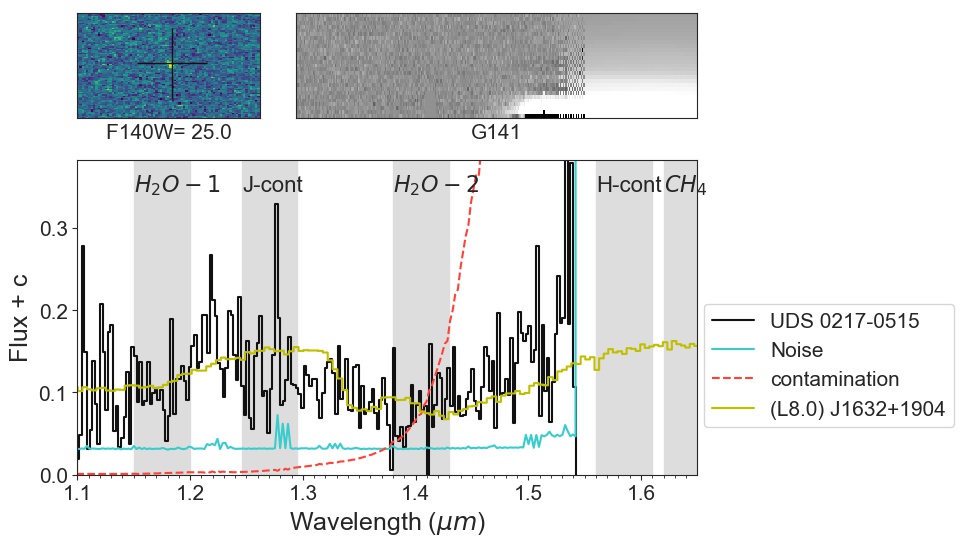 F140W= 25.0
G141
H₂O − 1
J-cont
H₂O − 2
H-cont
CH₄
Flux + c
0.3
0.2
0.1
0.0
1.1
1.2
1.3
1.4
1.5
1.6
Wavelength (μm)
UDS 0217-0515
Noise
contamination
(L8.0) J1632+1904